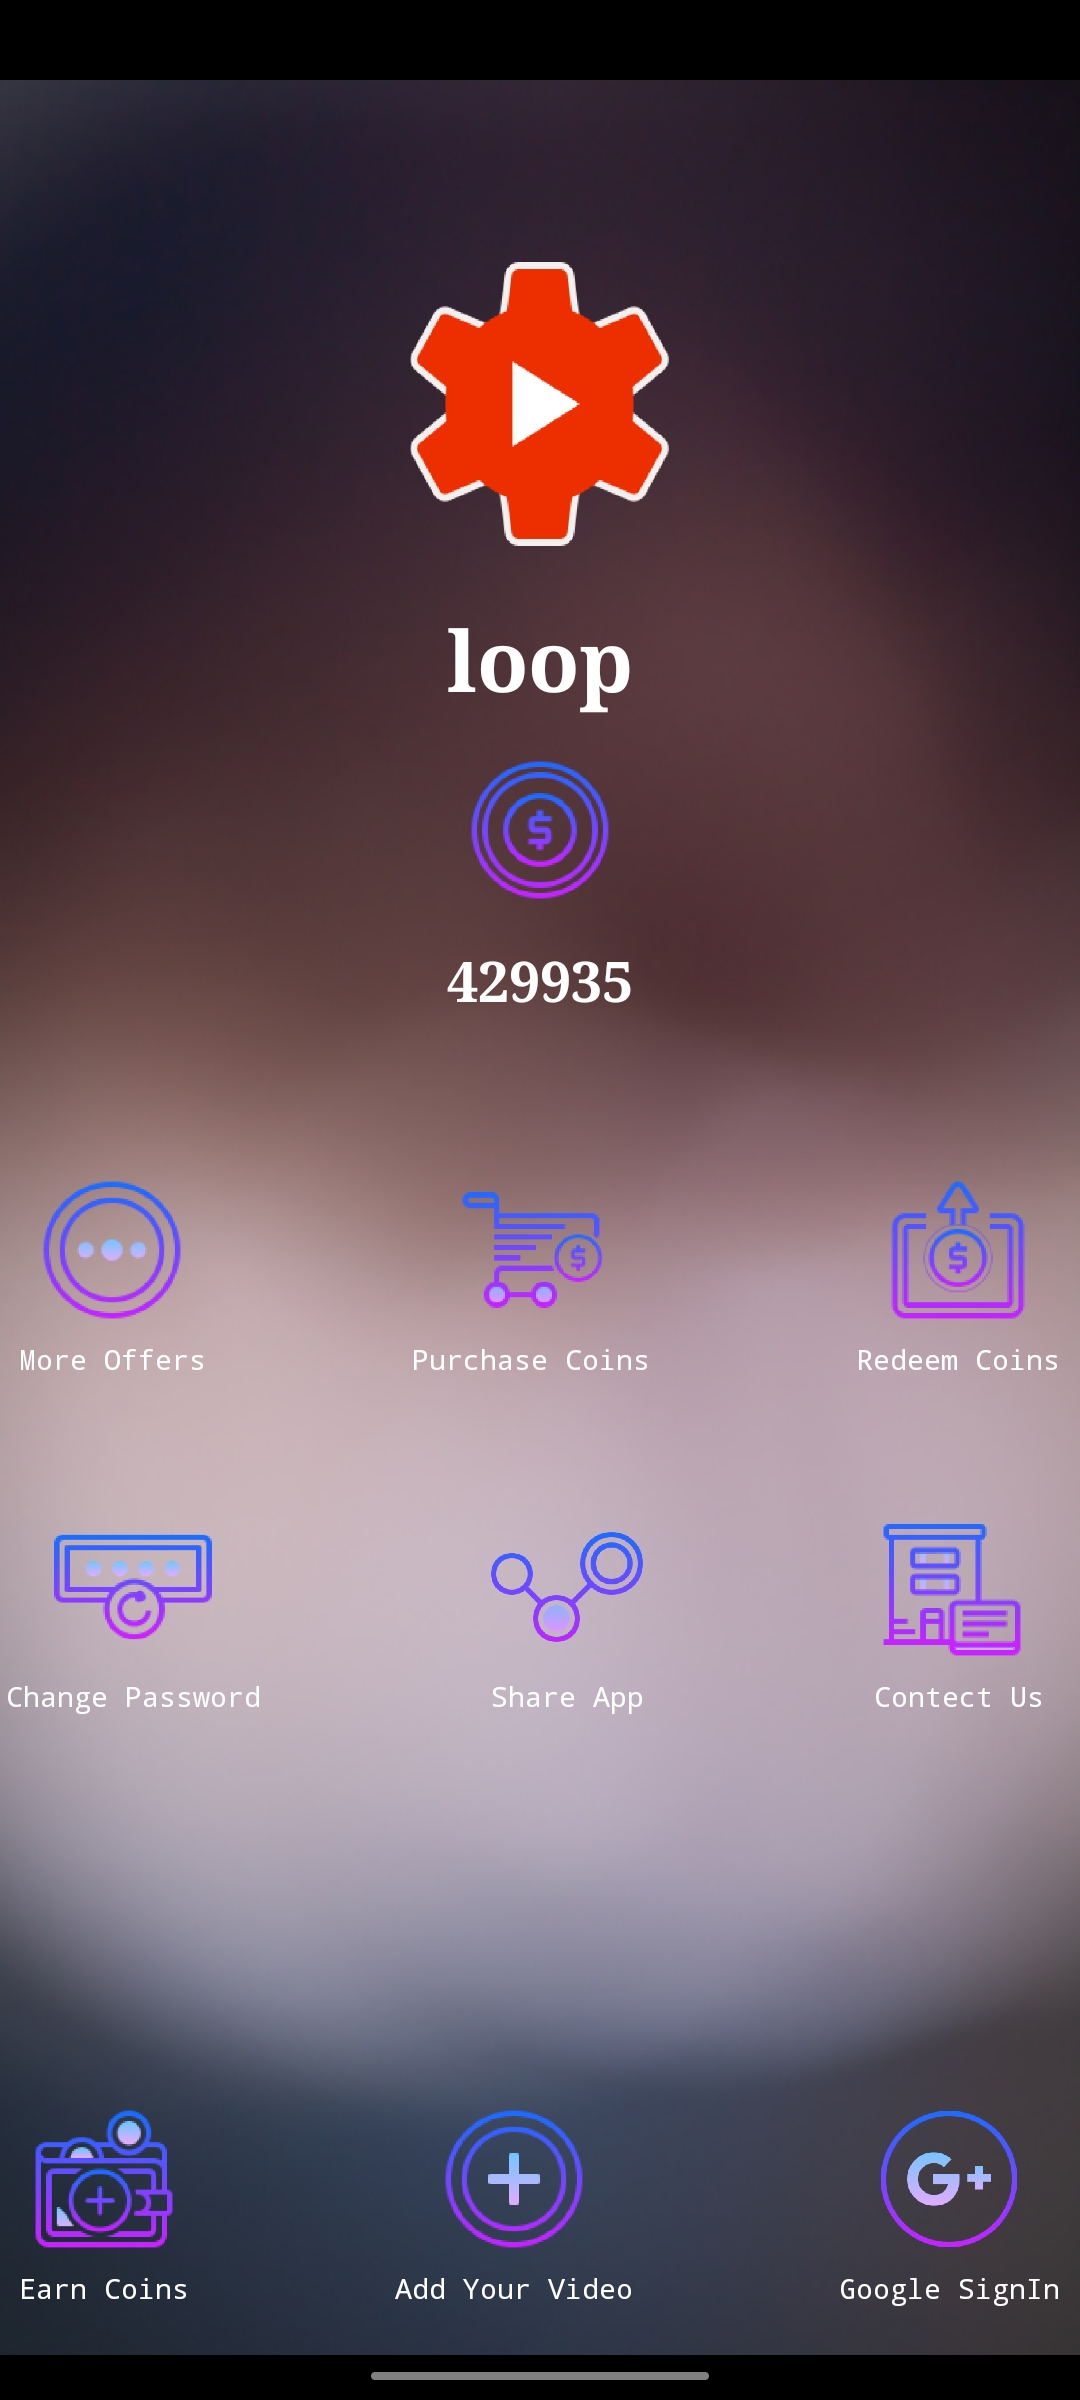 loop
$
429935
$
$
More Offers
Purchase Coins
Redeem Coins
Change Password
Share App
Contect Us
G+
Earn Coins
Add Your Video
Google SignIn